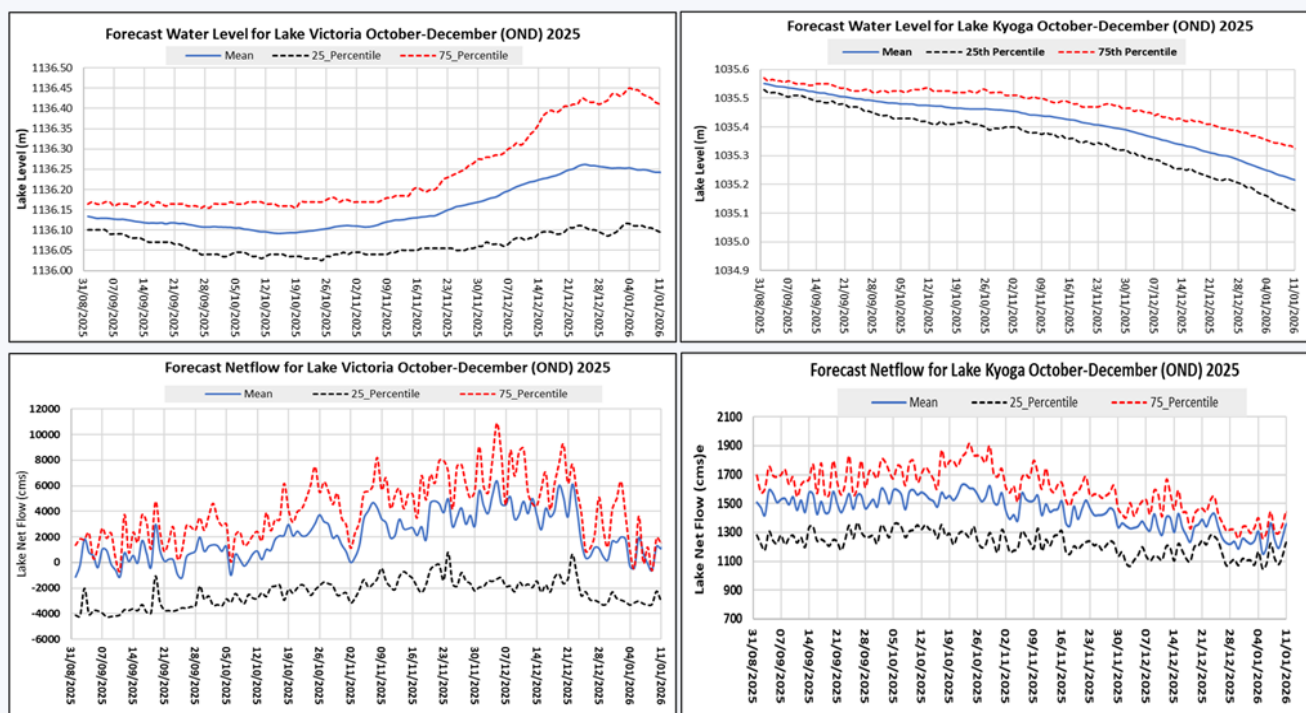 Forecast Water Level for Lake Victoria October-December (OND) 2025
Mean 25_Percentile 75_Percentile
Lake Level (m)
1136.50
1136.45
1136.40
1136.35
1136.30
1136.25
1136.20
1136.15
1136.10
1136.05
1136.00
31/08/2025 07/09/2025 14/09/2025 21/09/2025 28/09/2025 05/10/2025 12/10/2025 19/10/2025 26/10/2025 02/11/2025 09/11/2025 16/11/2025 23/11/2025 30/11/2025 07/12/2025 14/12/2025 21/12/2025 28/12/2025 04/01/2026 11/01/2026
Forecast Water Level for Lake Kyoga October-December (OND) 2025
Mean 25th Percentile 75th Percentile
Lake Level (m)
1035.6
1035.5
1035.4
1035.3
1035.2
1035.1
1035.0
1034.9
31/08/2025 07/09/2025 14/09/2025 21/09/2025 28/09/2025 05/10/2025 12/10/2025 19/10/2025 26/10/2025 02/11/2025 09/11/2025 16/11/2025 23/11/2025 30/11/2025 07/12/2025 14/12/2025 21/12/2025 28/12/2025 04/01/2026 11/01/2026
Forecast Netflow for Lake Victoria October-December (OND) 2025
Mean 25_Percentile 75_Percentile
Lake Net Flow (cms)
12000
10000
8000
6000
4000
2000
0
-2000
-4000
-6000
31/08/2025 07/09/2025 14/09/2025 21/09/2025 28/09/2025 05/10/2025 12/10/2025 19/10/2025 26/10/2025 02/11/2025 09/11/2025 16/11/2025 23/11/2025 30/11/2025 07/12/2025 14/12/2025 21/12/2025 28/12/2025 04/01/2026 11/01/2026
Forecast Netflow for Lake Kyoga October-December (OND) 2025
Mean 25_Percentile 75_Percentile
Lake Net Flow (cms)e
2100
1900
1700
1500
1300
1100
900
700
31/08/2025 07/09/2025 14/09/2025 21/09/2025 28/09/2025 05/10/2025 12/10/2025 19/10/2025 26/10/2025 02/11/2025 09/11/2025 16/11/2025 23/11/2025 30/11/2025 07/12/2025 14/12/2025 21/12/2025 28/12/2025 04/01/2026 11/01/2026